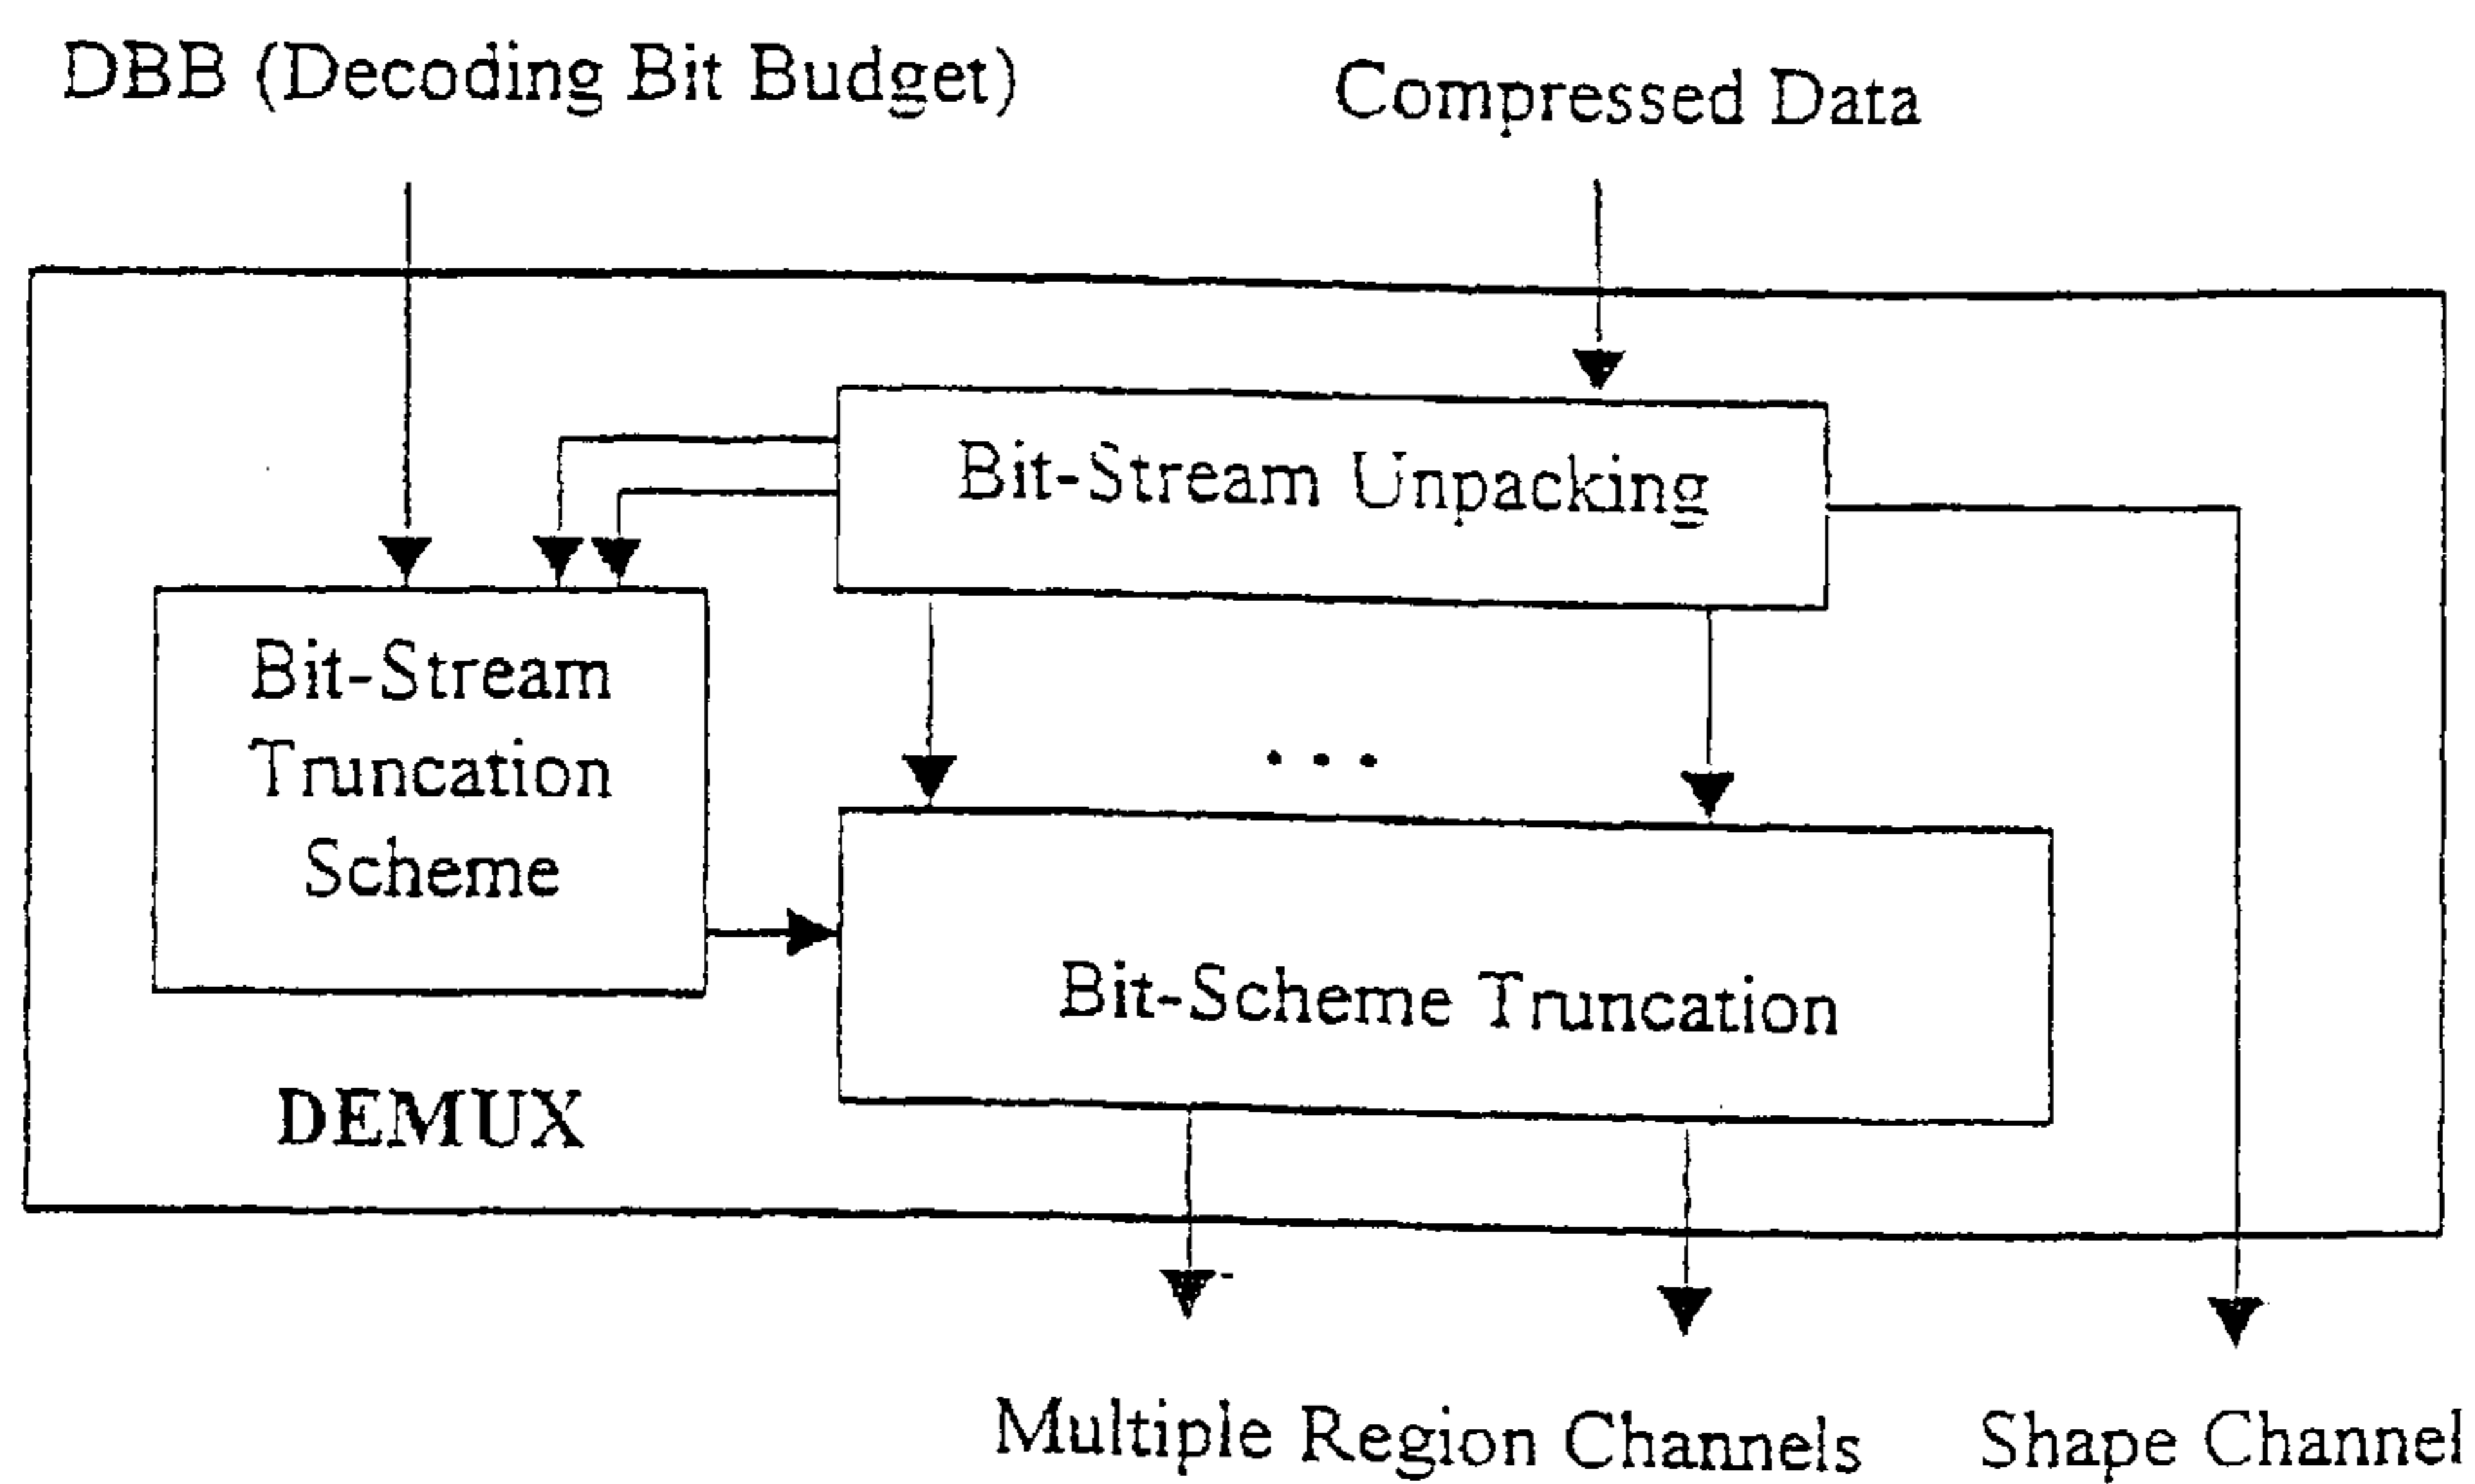 DBB (Decoding Bit Budget)
Compressed Data
Bit-Stream Unpacking
Bit-Stream
Truncation
Scheme
Bit-Scheme Truncation
DEMUX
Multiple Region Channels
Shape Channel